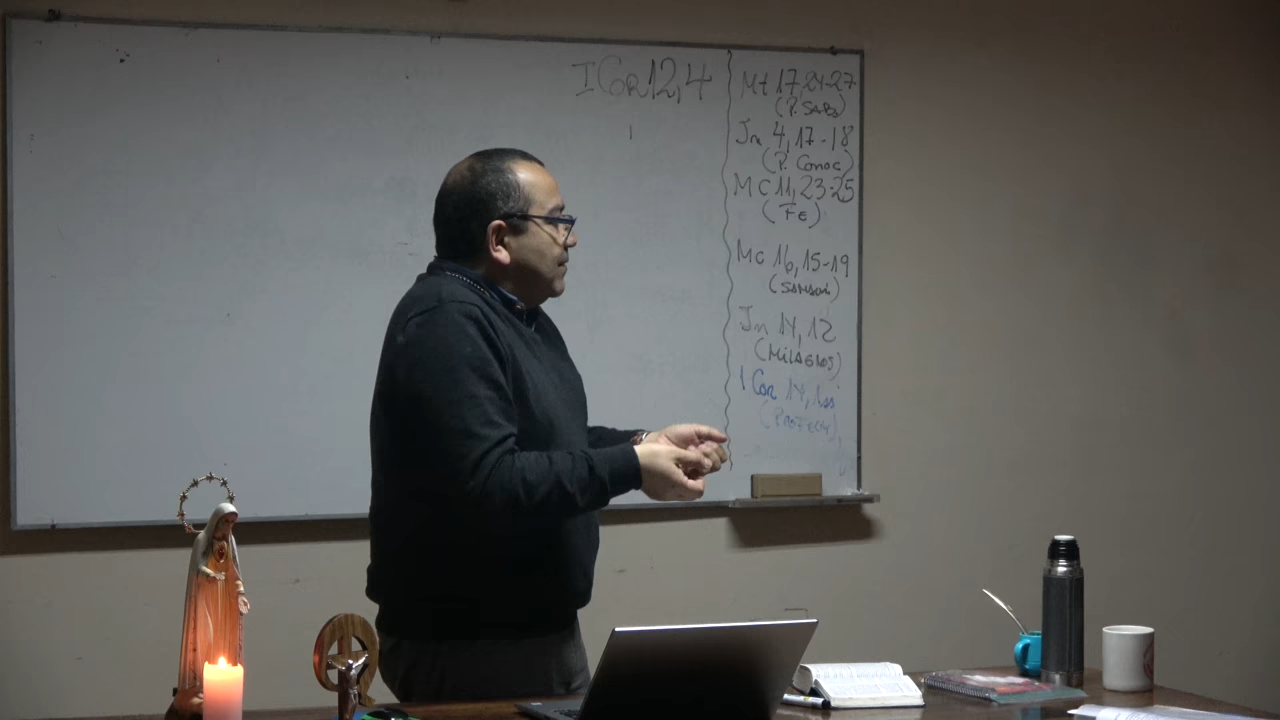 I Cor 12,4
Mt 17,24-27
(P. SAB)
Jn 4,17-18
(P. Conoc)
Mc 11,23-25
(Fe)
Mc 16,15-19
(SANACI)
Jn 14,12
(MILAGROS)
1 Cor 14,1ss
(PROFECIA)